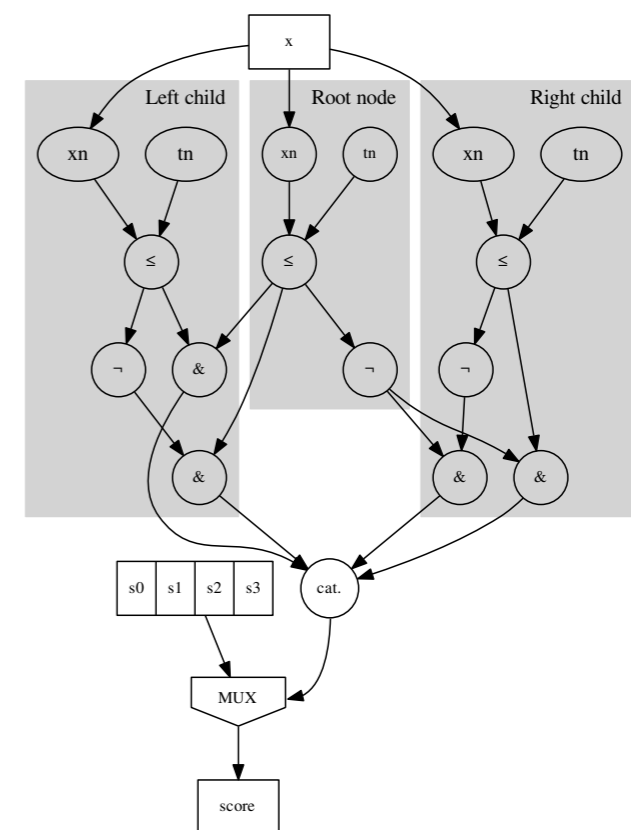 x
Left child
Root node
Right child
xn
tn
xn
tn
xn
tn
≤
≤
≤
¬
&
¬
¬
&
&
&
s0
s1
s2
s3
cat.
MUX
score